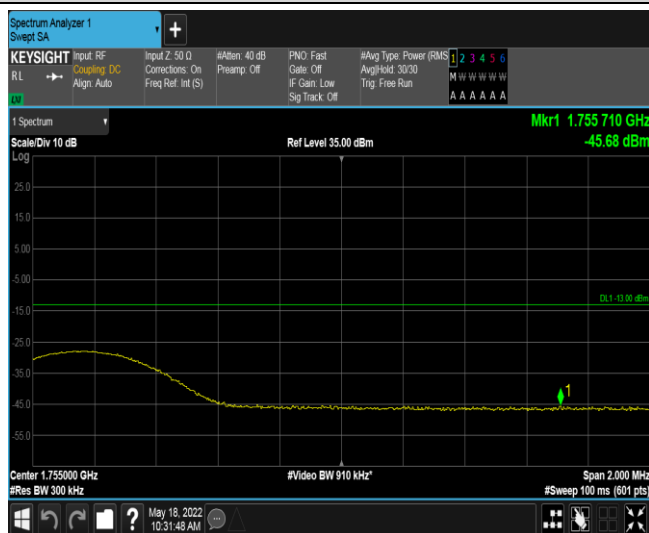 Spectrum Analyzer 1
Swept SA
KEYSIGHT Input: RF Input Z: 50 Ω #Atten: 40 dB PNO: Fast #Avg Type: Power (RMS 1 2 3 4 5 6
RL Coupling: DC Corrections: On Preamp: Off Gate: Off Avg|Hold: 30/30 M W W W W W
Align: Auto Freq Ref: Int (S) IF Gain: Low Trig: Free Run
Sig Track: Off A A A A A A
LXI
1 Spectrum Mkr1 1.755 710 GHz
Scale/Div 10 dB Ref Level 35.00 dBm -45.68 dBm
Log
25.0
15.0
5.00
-5.00
DL1 -13.00 dBm
-15.0
-25.0
-35.0
1
-45.0
-55.0
Center 1.755000 GHz #Video BW 910 kHz* Span 2.000 MHz
#Res BW 300 kHz #Sweep 100 ms (601 pts)
? May 18, 2022
10:31:48 AM